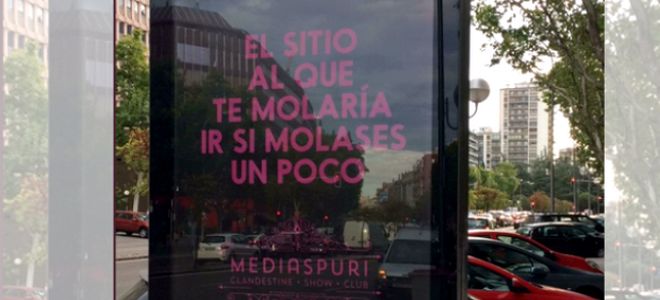 EL SITIO
AL QUE
TE MOLARÍA
IR SI MOLASES
UN POCO
MEDIASPURI
CLANDESTINE • SHOW • CLUB